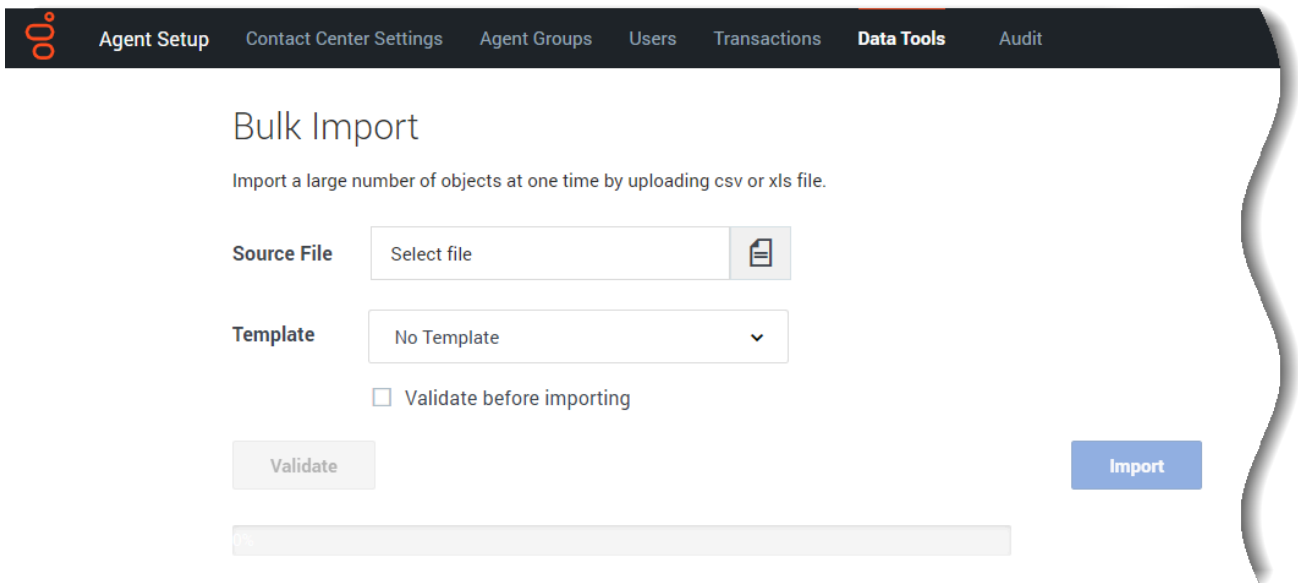 Agent Setup Contact Center Settings Agent Groups Users Transactions Data Tools Audit
Bulk Import
Import a large number of objects at one time by uploading csv or xls file.
Source File Select file
Template No Template
Validate before importing
Validate Import
0%